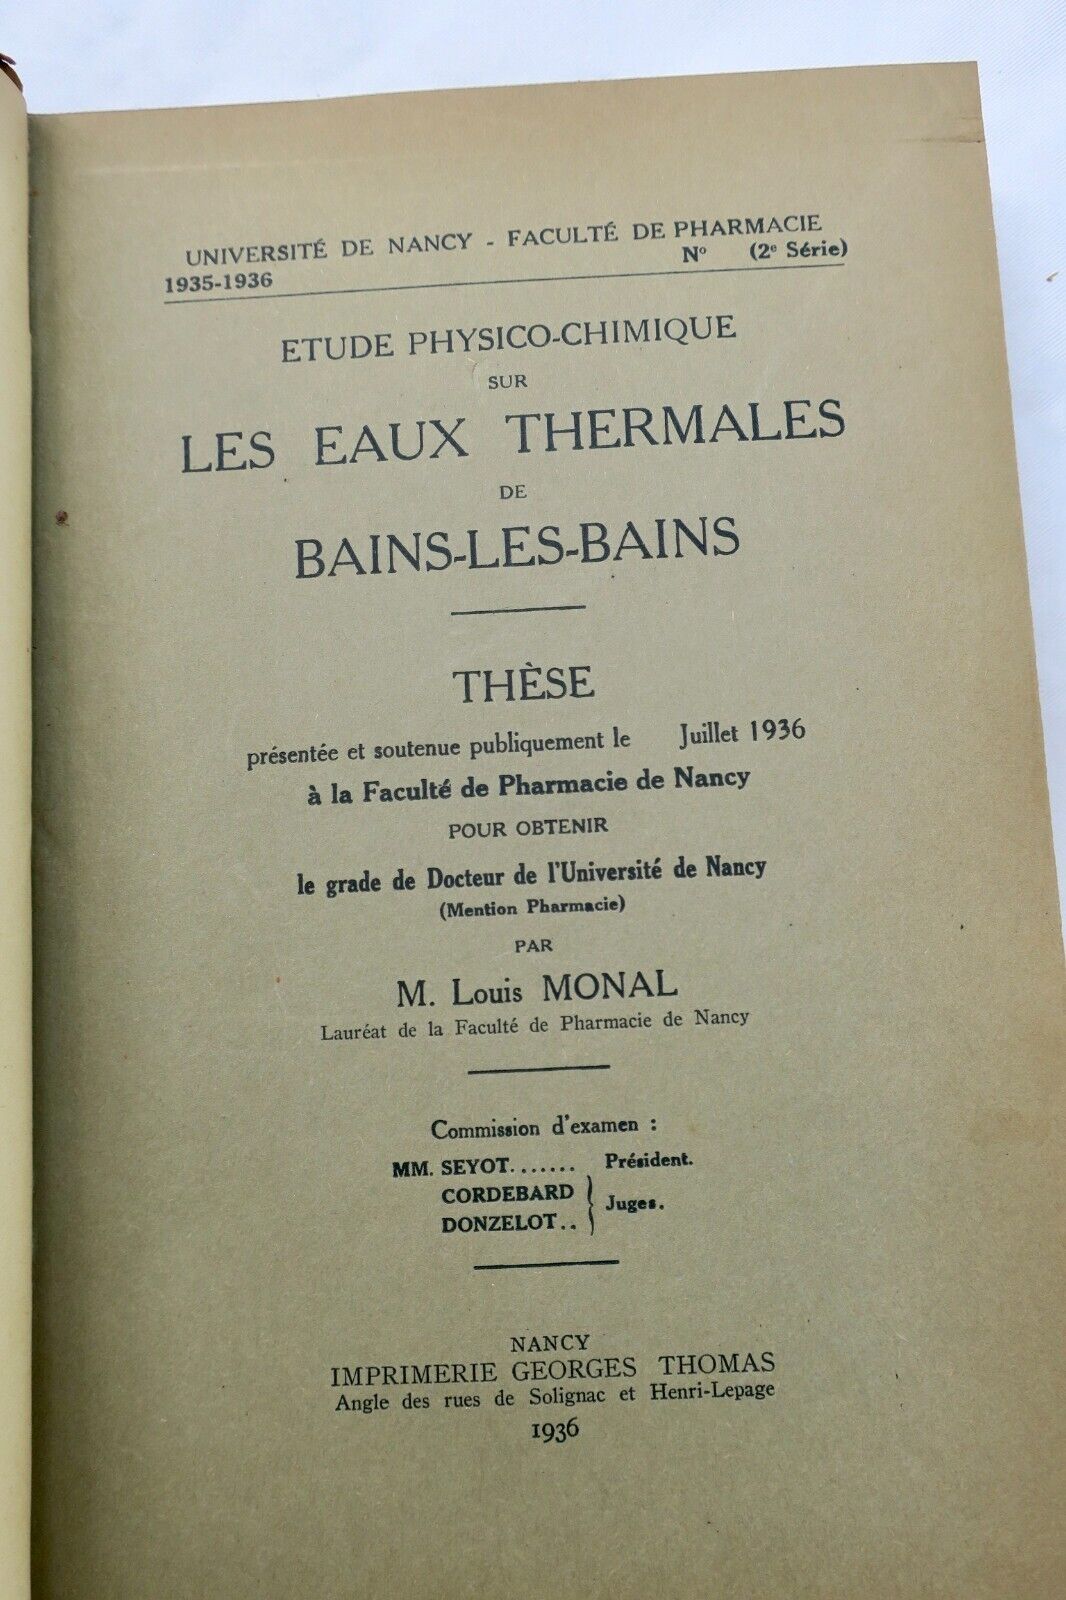 UNIVERSITÉ DE NANCY - FACULTÉ DE PHARMACIE
1935-1936 Nº (2e Série)
ETUDE PHYSICO-CHIMIQUE
SUR
LES EAUX THERMALES
DE
BAINS-LES-BAINS
THÈSE
présentée et soutenue publiquement le Juillet 1936
à la Faculté de Pharmacie de Nancy
POUR OBTENIR
le grade de Docteur de l'Université de Nancy
(Mention Pharmacie)
PAR
M. Louis MONAL
Lauréat de la Faculté de Pharmacie de Nancy
Commission d'examen :
MM. SEYOT....... Président.
CORDEBARD
DONZELOT.. } Juges.
NANCY
IMPRIMERIE GEORGES THOMAS
Angle des rues de Solignac et Henri-Lepage
1936